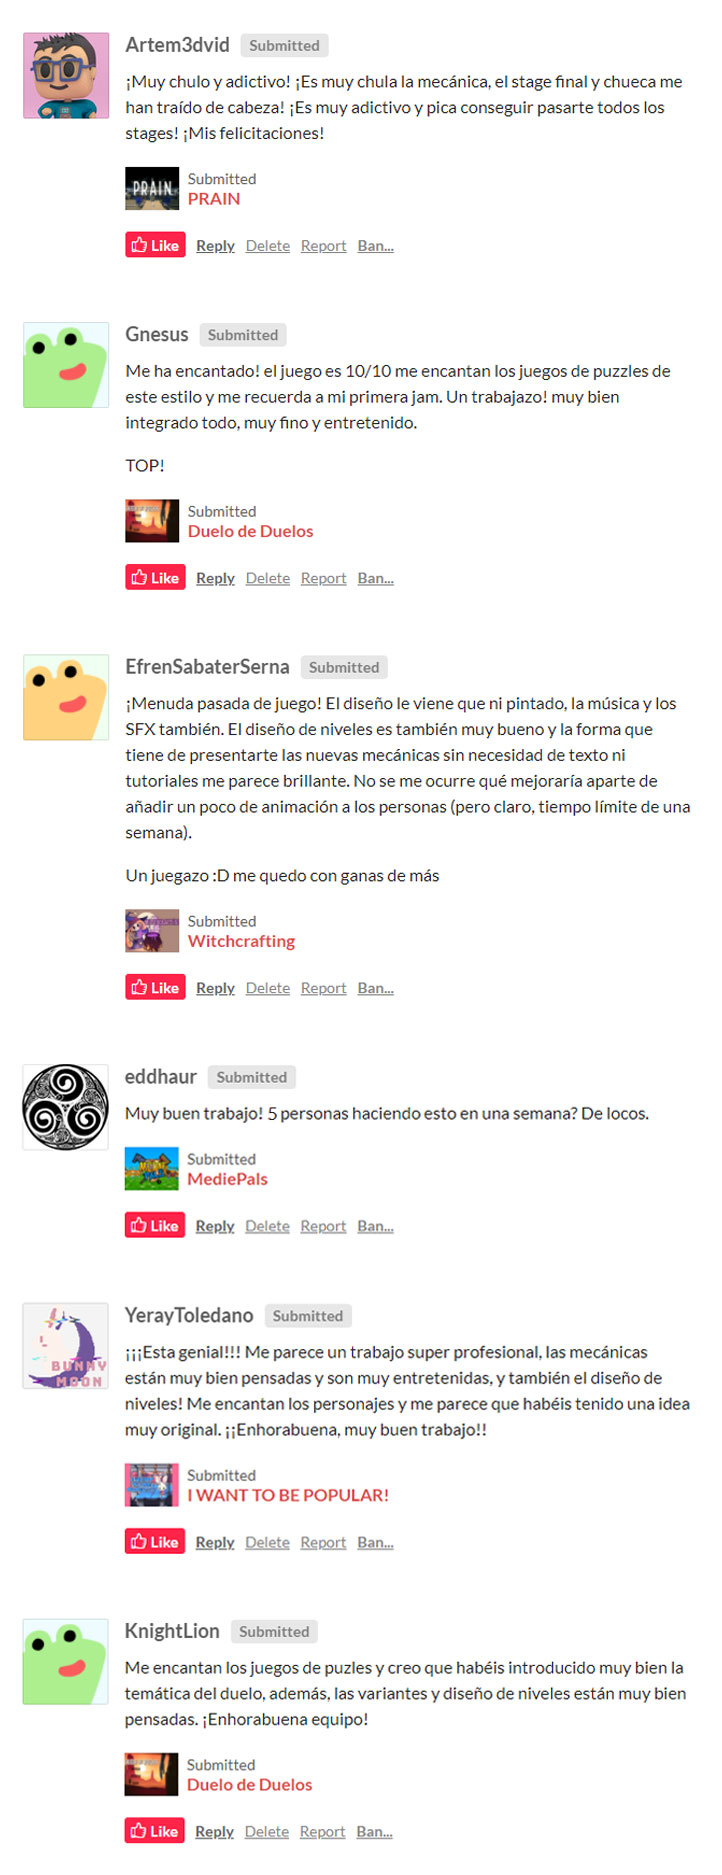 Artem3dvid Submitted
¡Muy chulo y adictivo! ¡Es muy chula la mecánica, el stage final y chueca me
han traído de cabeza! ¡Es muy adictivo y pica conseguir pasarte todos los
stages! ¡Mis felicitaciones!
PRAIN
Submitted
PRAIN
Like Reply Delete Report Ban...
Gnesus Submitted
Me ha encantado! el juego es 10/10 me encantan los juegos de puzzles de
este estilo y me recuerda a mi primera jam. Un trabajazo! muy bien
integrado todo, muy fino y entretenido.
TOP!
Submitted
Duelo de Duelos
Like Reply Delete Report Ban...
EfrenSabaterSerna Submitted
¡Menuda pasada de juego! El diseño le viene que ni pintado, la música y los
SFX también. El diseño de niveles es también muy bueno y la forma que
tiene de presentarte las nuevas mecánicas sin necesidad de texto ni
tutoriales me parece brillante. No se me ocurre qué mejoraría aparte de
añadir un poco de animación a los personas (pero claro, tiempo límite de una
semana).
Un juegazo :D me quedo con ganas de más
Submitted
Witchcrafting
Like Reply Delete Report Ban...
eddhaur Submitted
Muy buen trabajo! 5 personas haciendo esto en una semana? De locos.
Submitted
MediePals
Like Reply Delete Report Ban...
YerayToledano Submitted
BUNNY
MOON
¡¡¡Esta genial!!! Me parece un trabajo super profesional, las mecánicas
están muy bien pensadas y son muy entretenidas, y también el diseño de
niveles! Me encantan los personajes y me parece que habéis tenido una idea
muy original. ¡¡Enhorabuena, muy buen trabajo!!
Submitted
I WANT TO BE POPULAR!
Like Reply Delete Report Ban...
KnightLion Submitted
Me encantan los juegos de puzles y creo que habéis introducido muy bien la
temática del duelo, además, las variantes y diseño de niveles están muy bien
pensadas. ¡Enhorabuena equipo!
Submitted
Duelo de Duelos
Like Reply Delete Report Ban...